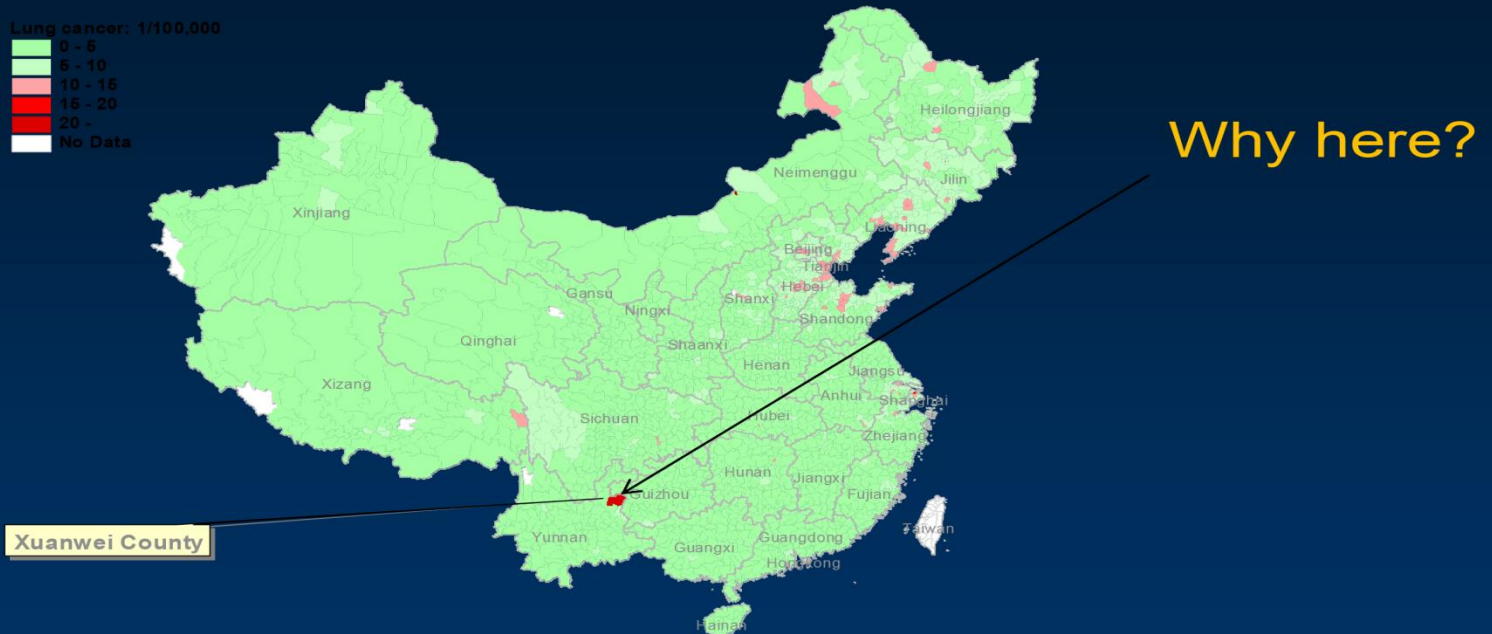 Lung cancer: 1/100,000
0 - 5
5 - 10
10 - 15
15 - 20
20 -
No Data
Why here?
Heilongjiang
Neimenggu
Jilin
Xinjiang
Liaoning
Beijing
Tianjin
Gansu
Hebei
Shanxi
Ningxi
Shandong
Qinghai
Shaanxi
Henan
Jiangsu
Xizang
Anhui
Shanghai
Sichuan
Hubei
Zhejiang
Hunan
Jiangxi
Guizhou
Fujian
Taiwan
Xuanwei County
Yunnan
Guangdong
Guangxi
Hongkong
Hainan